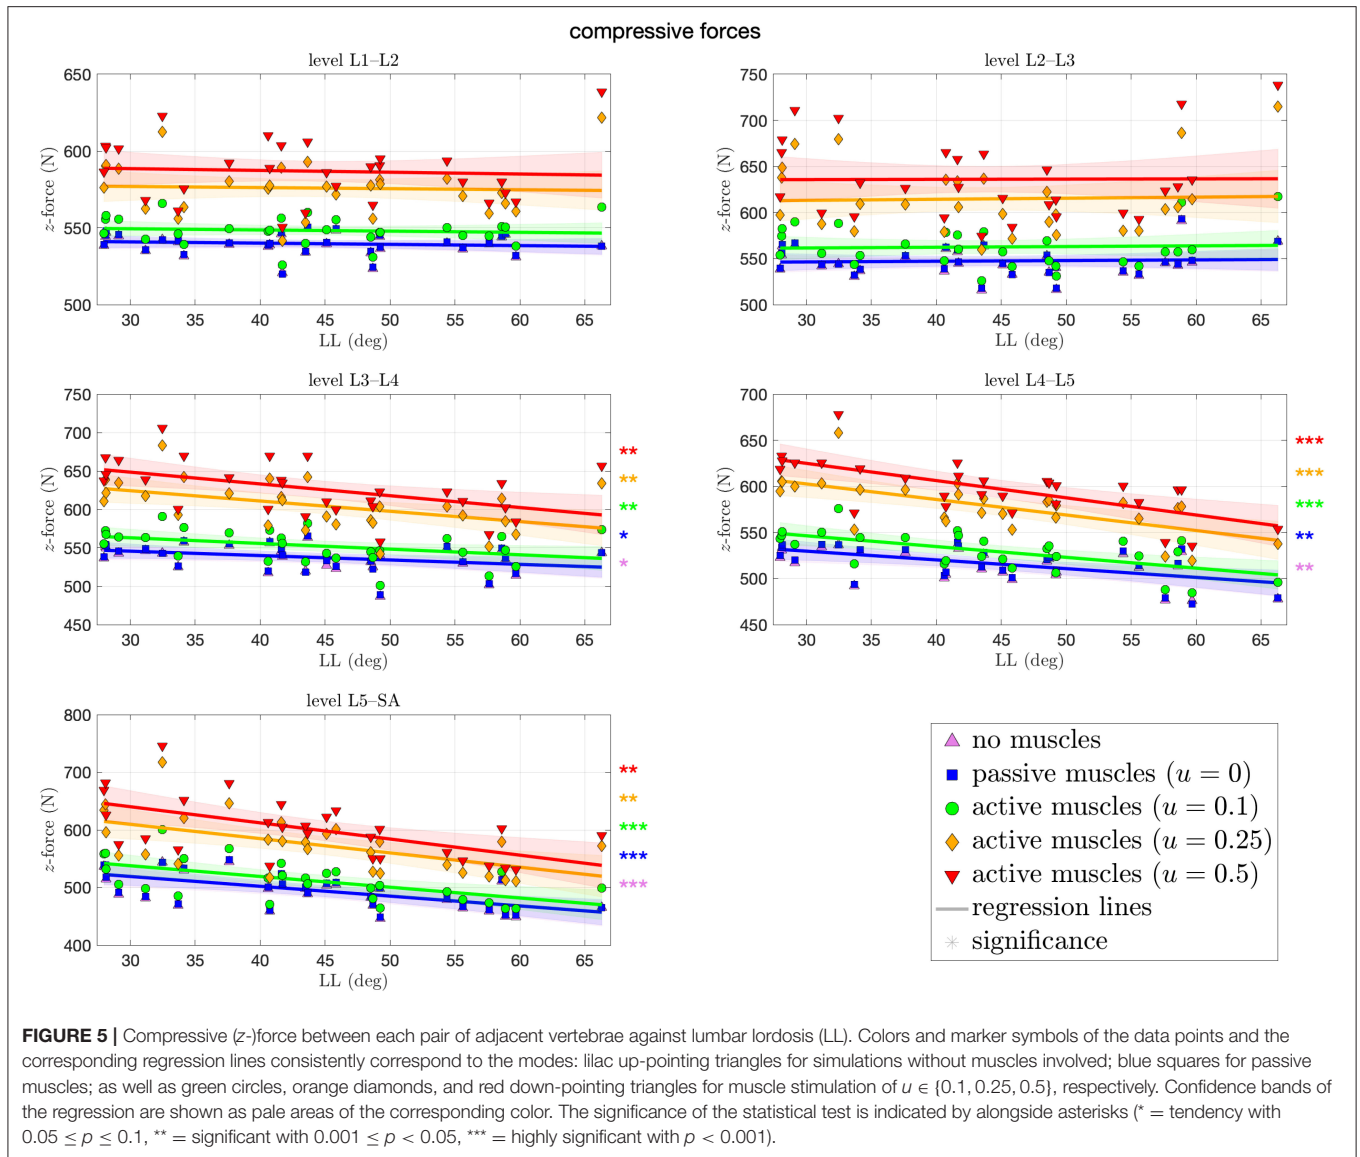 compressive forces
level L1–L2
650
600
550
500
z-force (N)
30 35 40 45 50 55 60 65
LL (deg)
level L2–L3
750
700
650
600
550
500
z-force (N)
30 35 40 45 50 55 60 65
LL (deg)
level L3–L4
750
700
650
600
550
500
450
z-force (N)
30 35 40 45 50 55 60 65
LL (deg)
**
**
**
*
*
level L4–L5
700
650
600
550
500
450
z-force (N)
30 35 40 45 50 55 60 65
LL (deg)
***
***
***
**
**
level L5–SA
800
700
600
500
400
z-force (N)
30 35 40 45 50 55 60 65
LL (deg)
**
**
***
***
***
no muscles
passive muscles (u = 0)
active muscles (u = 0.1)
active muscles (u = 0.25)
active muscles (u = 0.5)
regression lines
significance
FIGURE 5 | Compressive (z-)force between each pair of adjacent vertebrae against lumbar lordosis (LL). Colors and marker symbols of the data points and the
corresponding regression lines consistently correspond to the modes: lilac up-pointing triangles for simulations without muscles involved; blue squares for passive
muscles; as well as green circles, orange diamonds, and red down-pointing triangles for muscle stimulation of u ∈ {0.1, 0.25, 0.5}, respectively. Confidence bands of
the regression are shown as pale areas of the corresponding color. The significance of the statistical test is indicated by alongside asterisks (* = tendency with
0.05 ≤ p ≤ 0.1, ** = significant with 0.001 ≤ p < 0.05, *** = highly significant with p < 0.001).